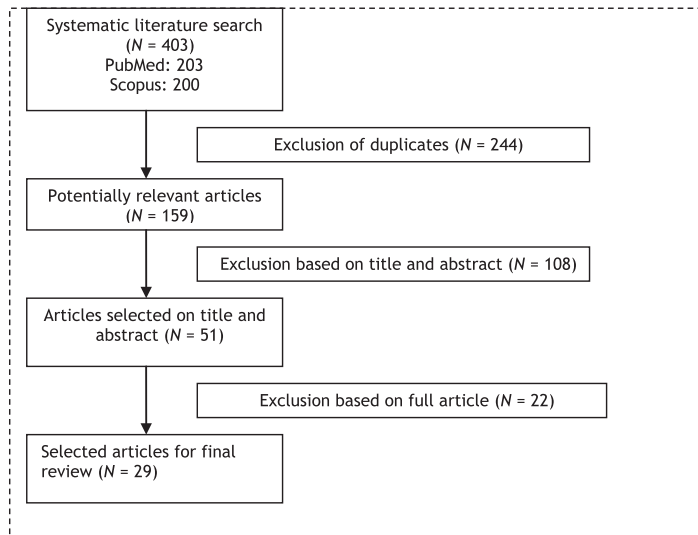 Systematic literature search
(N = 403)
PubMed: 203
Scopus: 200
Exclusion of duplicates (N = 244)
Potentially relevant articles
(N = 159)
Exclusion based on title and abstract (N = 108)
Articles selected on title and
abstract (N = 51)
Exclusion based on full article (N = 22)
Selected articles for final
review (N = 29)